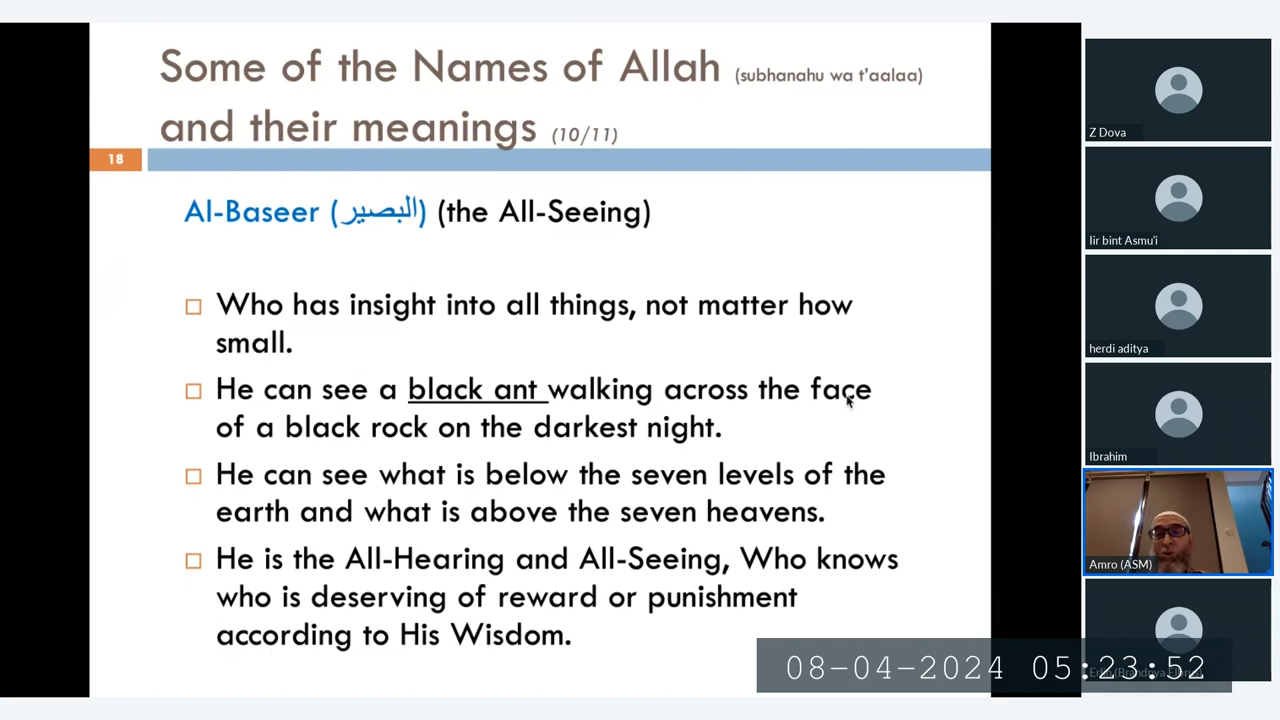 Some of the Names of Allah (subhanahu wa t'aalaa)
and their meanings (10/11)
18
Al-Baseer (البصير) (the All-Seeing)
Who has insight into all things, not matter how
small.
He can see a black ant walking across the face
of a black rock on the darkest night.
He can see what is below the seven levels of the
earth and what is above the seven heavens.
He is the All-Hearing and All-Seeing, Who knows
who is deserving of reward or punishment
according to His Wisdom.
Z Dova
Iir bint Asmu'i
herdi aditya
Ibrahim
Amro (ASM)
08-04-2024 05:23:52